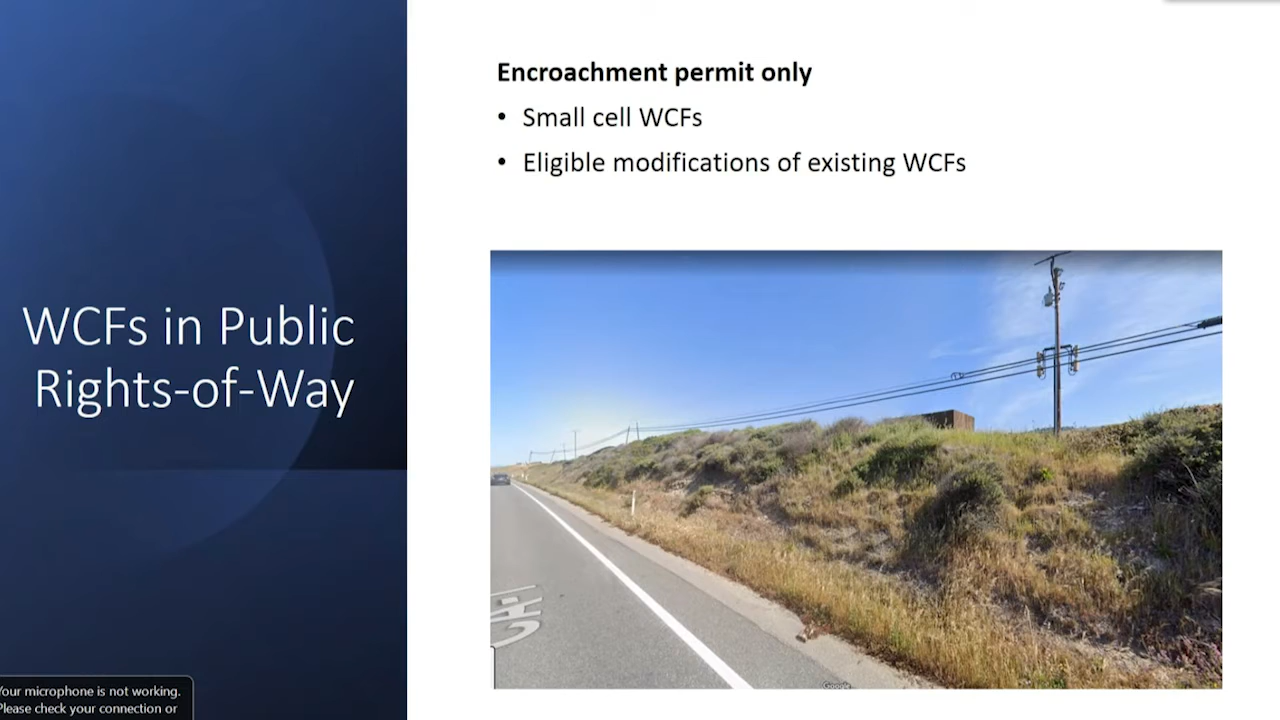 Encroachment permit only
• Small cell WCFs
• Eligible modifications of existing WCFs
WCFs in Public
Rights-of-Way
Your microphone is not working.
Please check your connection or
Google